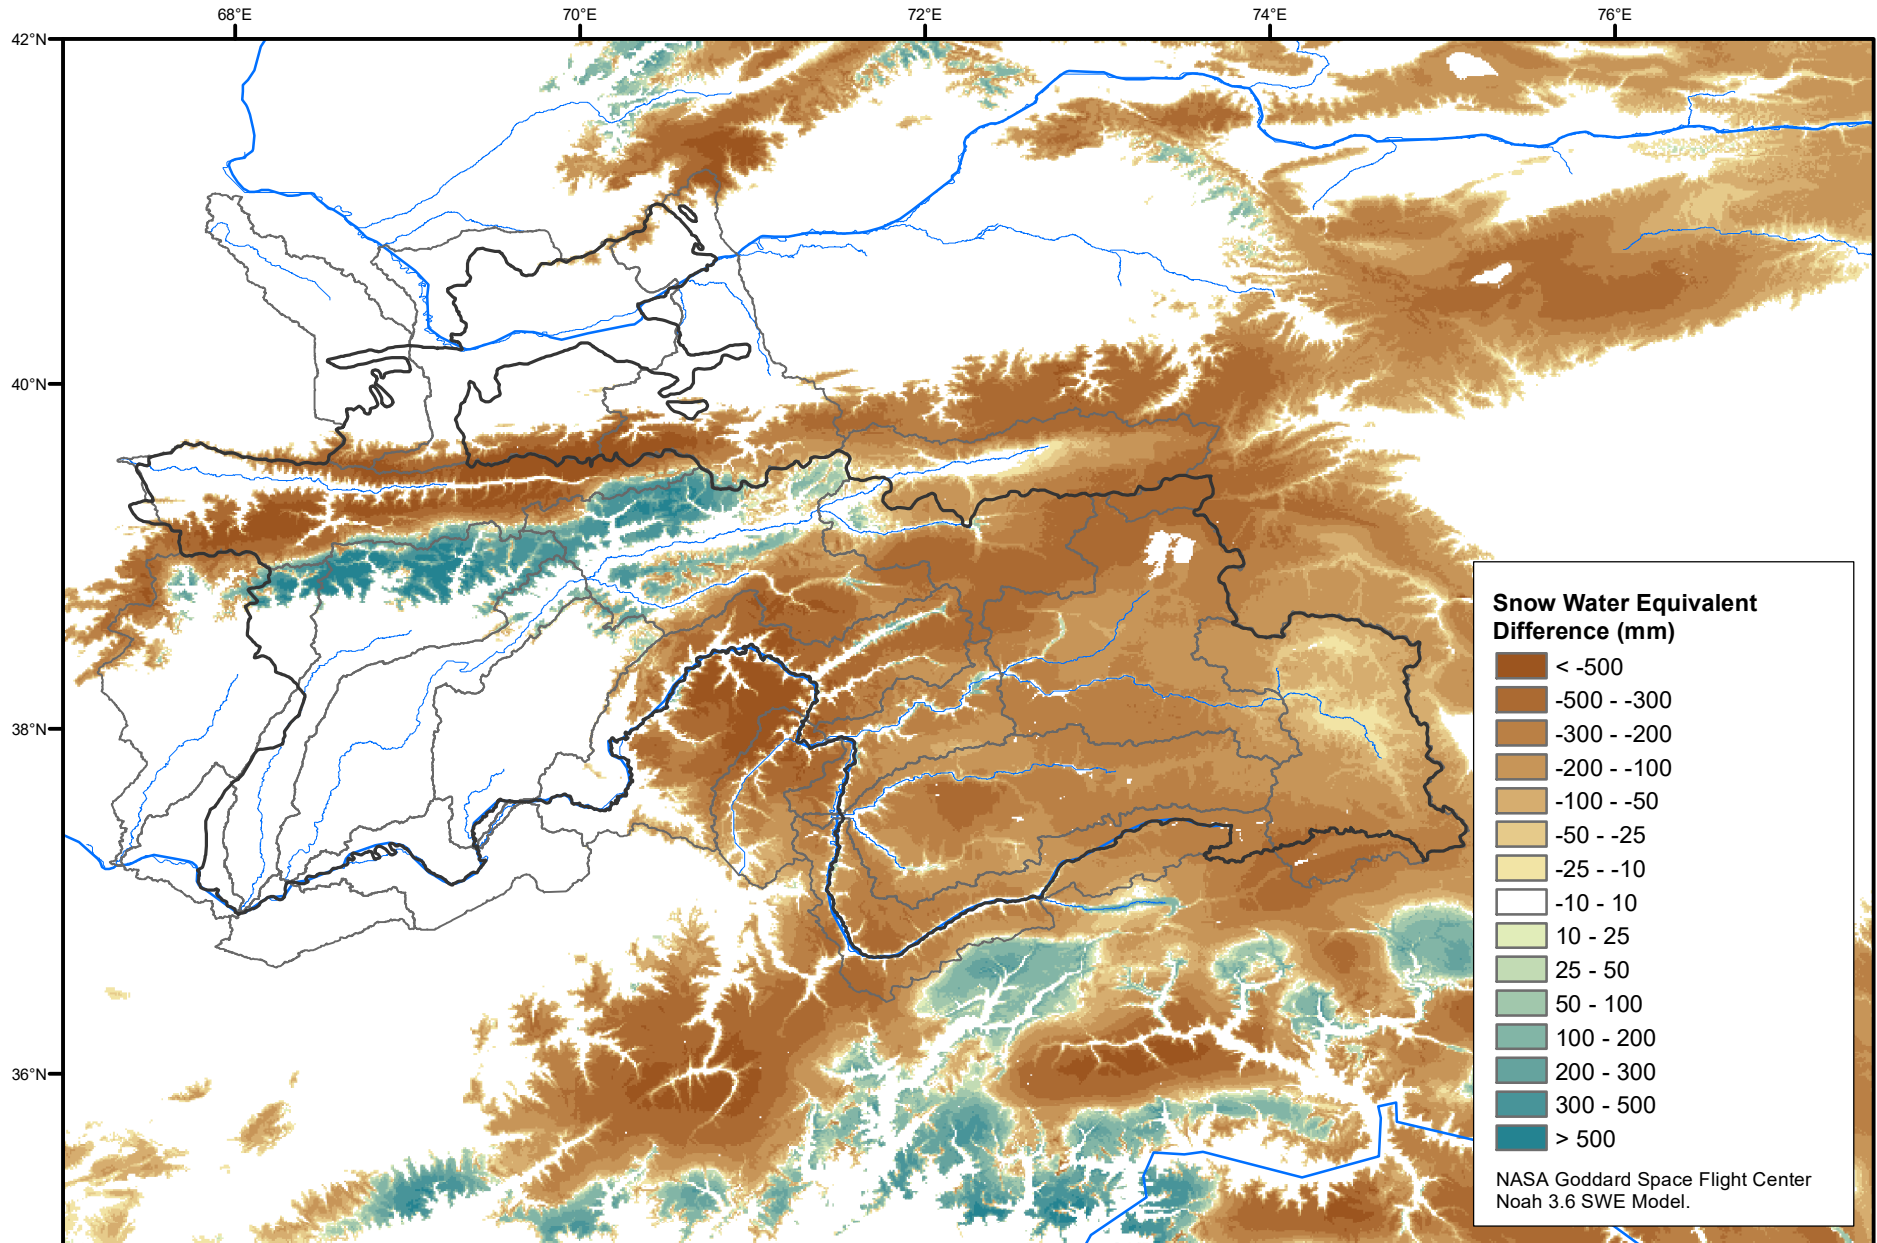 68°E
70°E
72°E
74°E
76°E
42°N
40°N
38°N
36°N
Snow Water Equivalent
Difference (mm)
< -500
-500 - -300
-300 - -200
-200 - -100
-100 - -50
-50 - -25
-25 - -10
-10 - 10
10 - 25
25 - 50
50 - 100
100 - 200
200 - 300
300 - 500
> 500
NASA Goddard Space Flight Center
Noah 3.6 SWE Model.